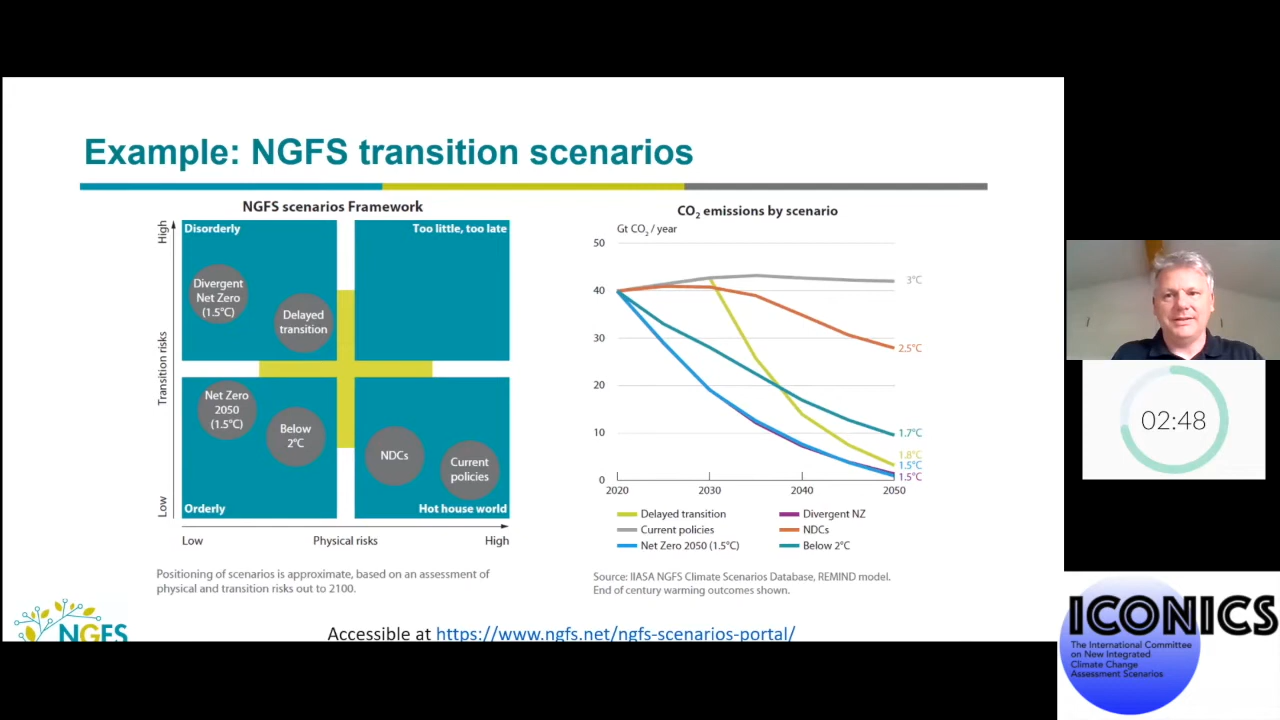 Example: NGFS transition scenarios
NGFS scenarios Framework
High
Transition risks
Low
Disorderly
Too little, too late
Divergent
Net Zero
(1.5°C)
Delayed
transition
Net Zero
2050
(1.5°C)
Below
2°C
NDCs
Current
policies
Orderly
Hot house world
Low
Physical risks
High
Positioning of scenarios is approximate, based on an assessment of
physical and transition risks out to 2100.
CO₂ emissions by scenario
Gt CO₂ / year
50
40
30
20
10
0
2020
2030
2040
2050
3°C
2.5°C
1.7°C
1.8°C
1.5°C
1.5°C
Delayed transition
Divergent NZ
Current policies
NDCs
Net Zero 2050 (1.5°C)
Below 2°C
Source: IIASA NGFS Climate Scenarios Database, REMIND model.
End of century warming outcomes shown.
NGFS
Accessible at https://www.ngfs.net/ngfs-scenarios-portal/
02:48
ICONICS
The International Committee
on New Integrated
Climate Change
Assessment Scenarios